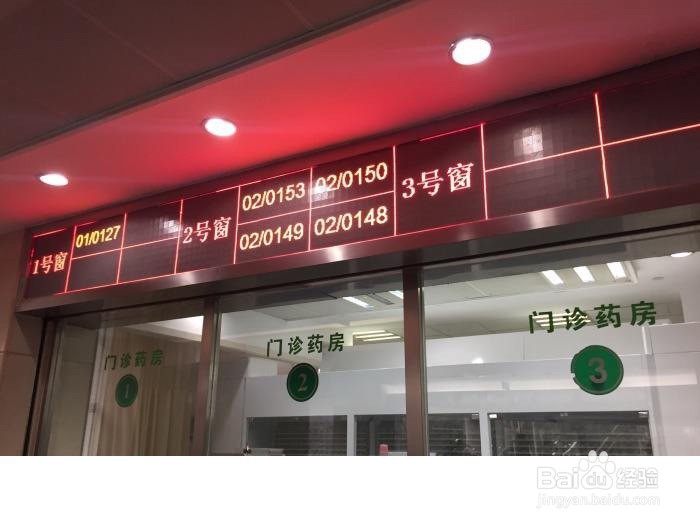 1号窗 01/0127 2号窗 02/0153 02/0150 3号窗
02/0149 02/0148
门诊药房 门诊药房 门诊药房
1 2 3
Baidu经验
jingyan.baidu.com